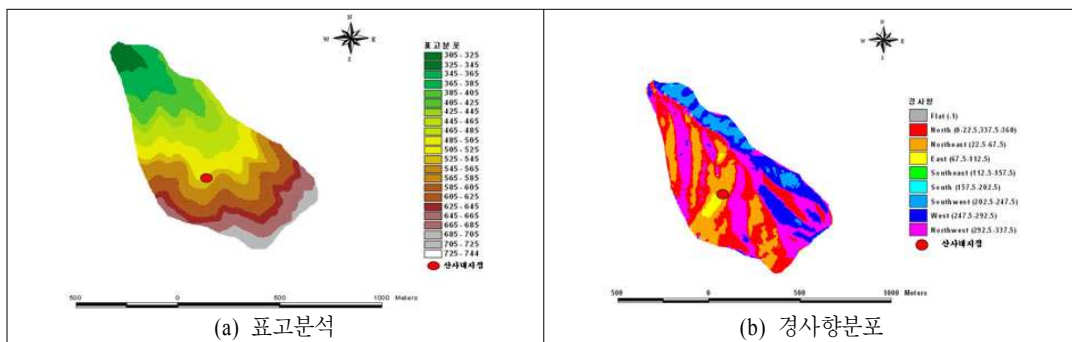 N
W
E
S
표고분포
305 - 325
325 - 345
345 - 365
365 - 385
385 - 405
405 - 425
425 - 445
445 - 465
465 - 485
485 - 505
505 - 525
525 - 545
545 - 565
565 - 585
585 - 605
605 - 625
625 - 645
645 - 665
665 - 685
685 - 705
705 - 725
725 - 744
산사태지점
500 0 500 1000 Meters
(a) 표고분석
N
W
E
S
경사향
Flat (-1)
North (0-22.5,337.5-360)
Northeast (22.5-67.5)
East (67.5-112.5)
Southeast (112.5-157.5)
South (157.5-202.5)
Southwest (202.5-247.5)
West (247.5-292.5)
Northwest (292.5-337.5)
산사태지점
500 0 500 1000 Meters
(b) 경사향분포